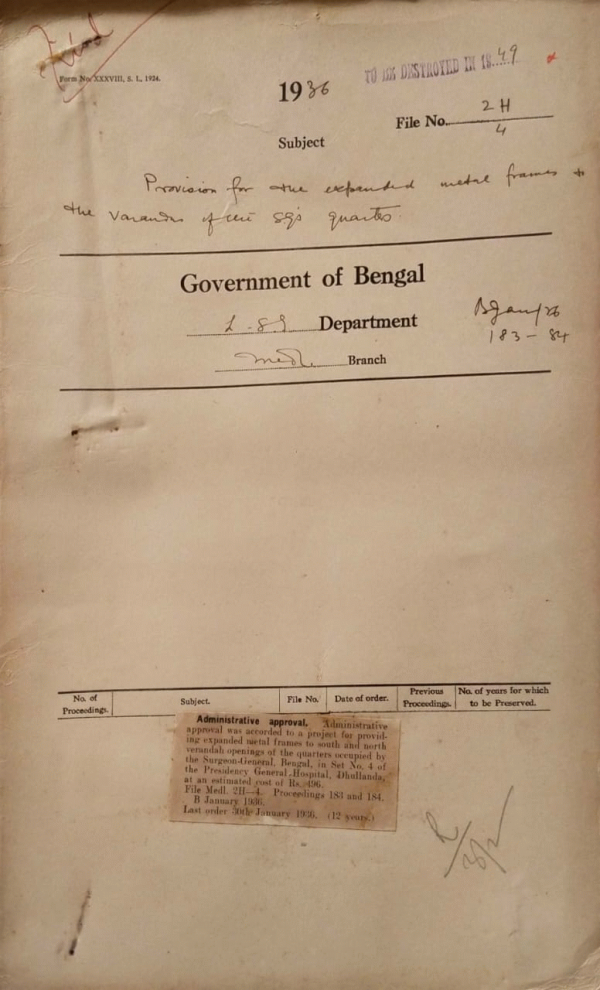 Form No. XXXVIII, S. L., 1934.
1936
TO BE DESTROYED IN 19 49
File No. 2H/4
Subject
Provision for the expanded metal frames to
the Varandas of SG's quarters
Government of Bengal
L-SG Department
B Jany/36
183-84
Medl. Branch
No. of Proceedings.
Subject.
File No.
Date of order.
Previous Proceedings.
No. of years for which to be Preserved.
Administrative approval. Administrative
approval was accorded to a project for provid-
ing expanded metal frames to south and north
verandah openings of the quarters occupied by
the Surgeon-General, Bengal, in Set No. 4 of
the Presidency General Hospital, Dhullanda,
at an estimated cost of Rs. 496.
File Medl. 2H—4. Proceedings 183 and 184.
B January 1936.
Last order 30th January 1936. (12 years.)